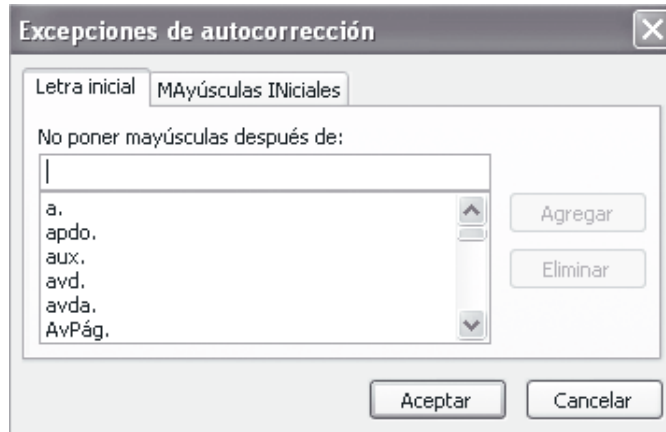 Excepciones de autocorrección
Letra inicial MAyúsculas INiciales
No poner mayúsculas después de:
a.
apdo.
aux.
avd.
avda.
AvPág.
Agregar
Eliminar
Aceptar Cancelar